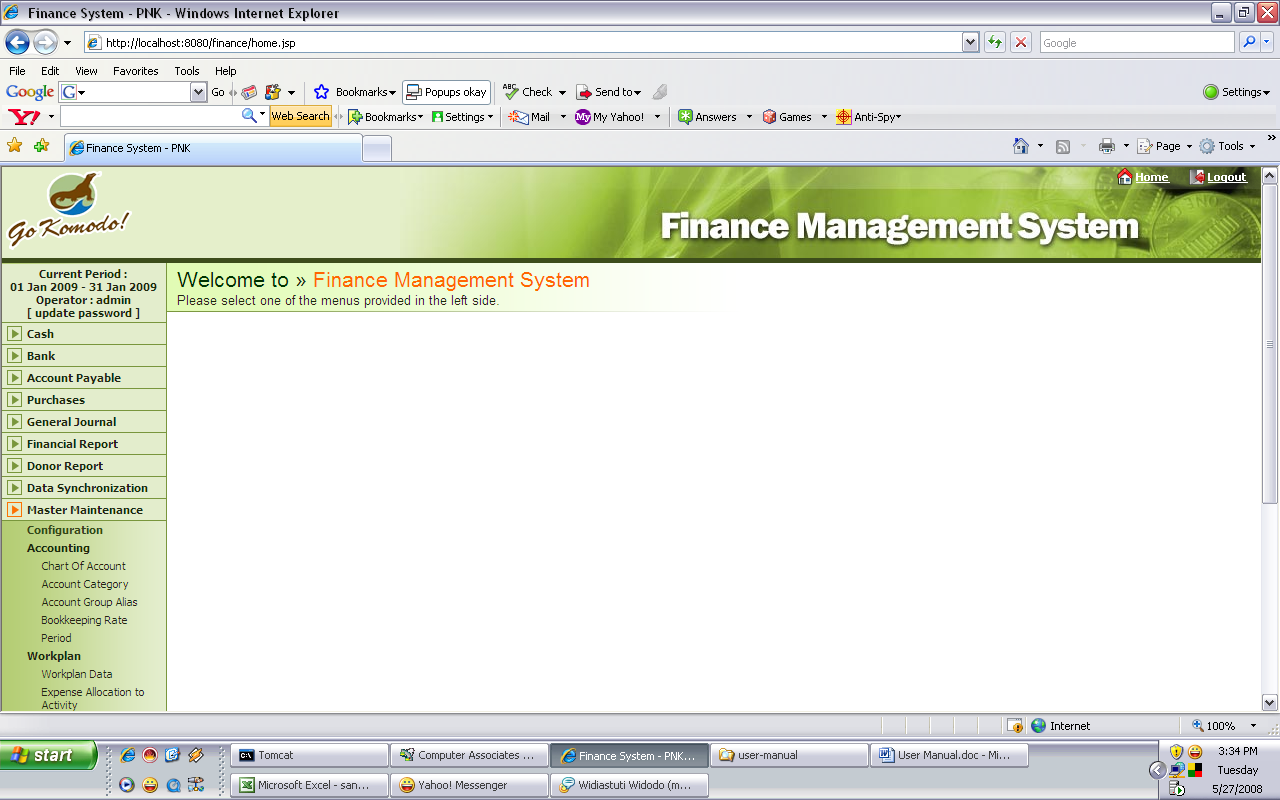 Finance System - PNK - Windows Internet Explorer
http://localhost:8080/finance/home.jsp
Google
File Edit View Favorites Tools Help
Google G Go Bookmarks Popups okay ABC Check Send to Settings
Y! Web Search Bookmarks Settings Mail My My Yahoo! Answers Games Anti-Spy
Finance System - PNK Page Tools
Go Komodo!
Home Logout
Finance Management System
Current Period :
01 Jan 2009 - 31 Jan 2009
Operator : admin
[ update password ]
Welcome to » Finance Management System
Please select one of the menus provided in the left side.
Cash
Bank
Account Payable
Purchases
General Journal
Financial Report
Donor Report
Data Synchronization
Master Maintenance
Configuration
Accounting
Chart Of Account
Account Category
Account Group Alias
Bookkeeping Rate
Period
Workplan
Workplan Data
Expense Allocation to
Activity
Internet 100%
start
Tomcat Computer Associates ... Finance System - PNK... user-manual User Manual.doc - Mi...
Microsoft Excel - san... Yahoo! Messenger Widiastuti Widodo (m...
3:34 PM
Tuesday
5/27/2008